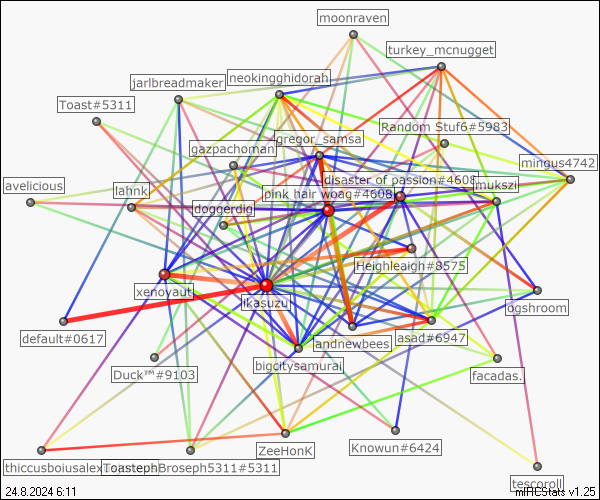 moonraven
turkey_mcnugget
neokingghidorah
jarlbreadmaker
Toast#5311
Random Stuf6#5983
gregor_samsa
gazpachoman
mingus4742
disaster of passion#4608
mukszi
avelicious
lahnk
pink hair woag#4608
doggerdig
Heighleigh#8575
xenoyaut
ikasuzu
ogshroom
default#0617
andnewbees
asad#6947
bigcitysamurai
Duck™#9103
facadas.
ZeeHonK
Knowun#6424
thiccusboiusalex
Broseph5311#5311
tescoroll
24.8.2024 6:11
mIRCStats v1.25